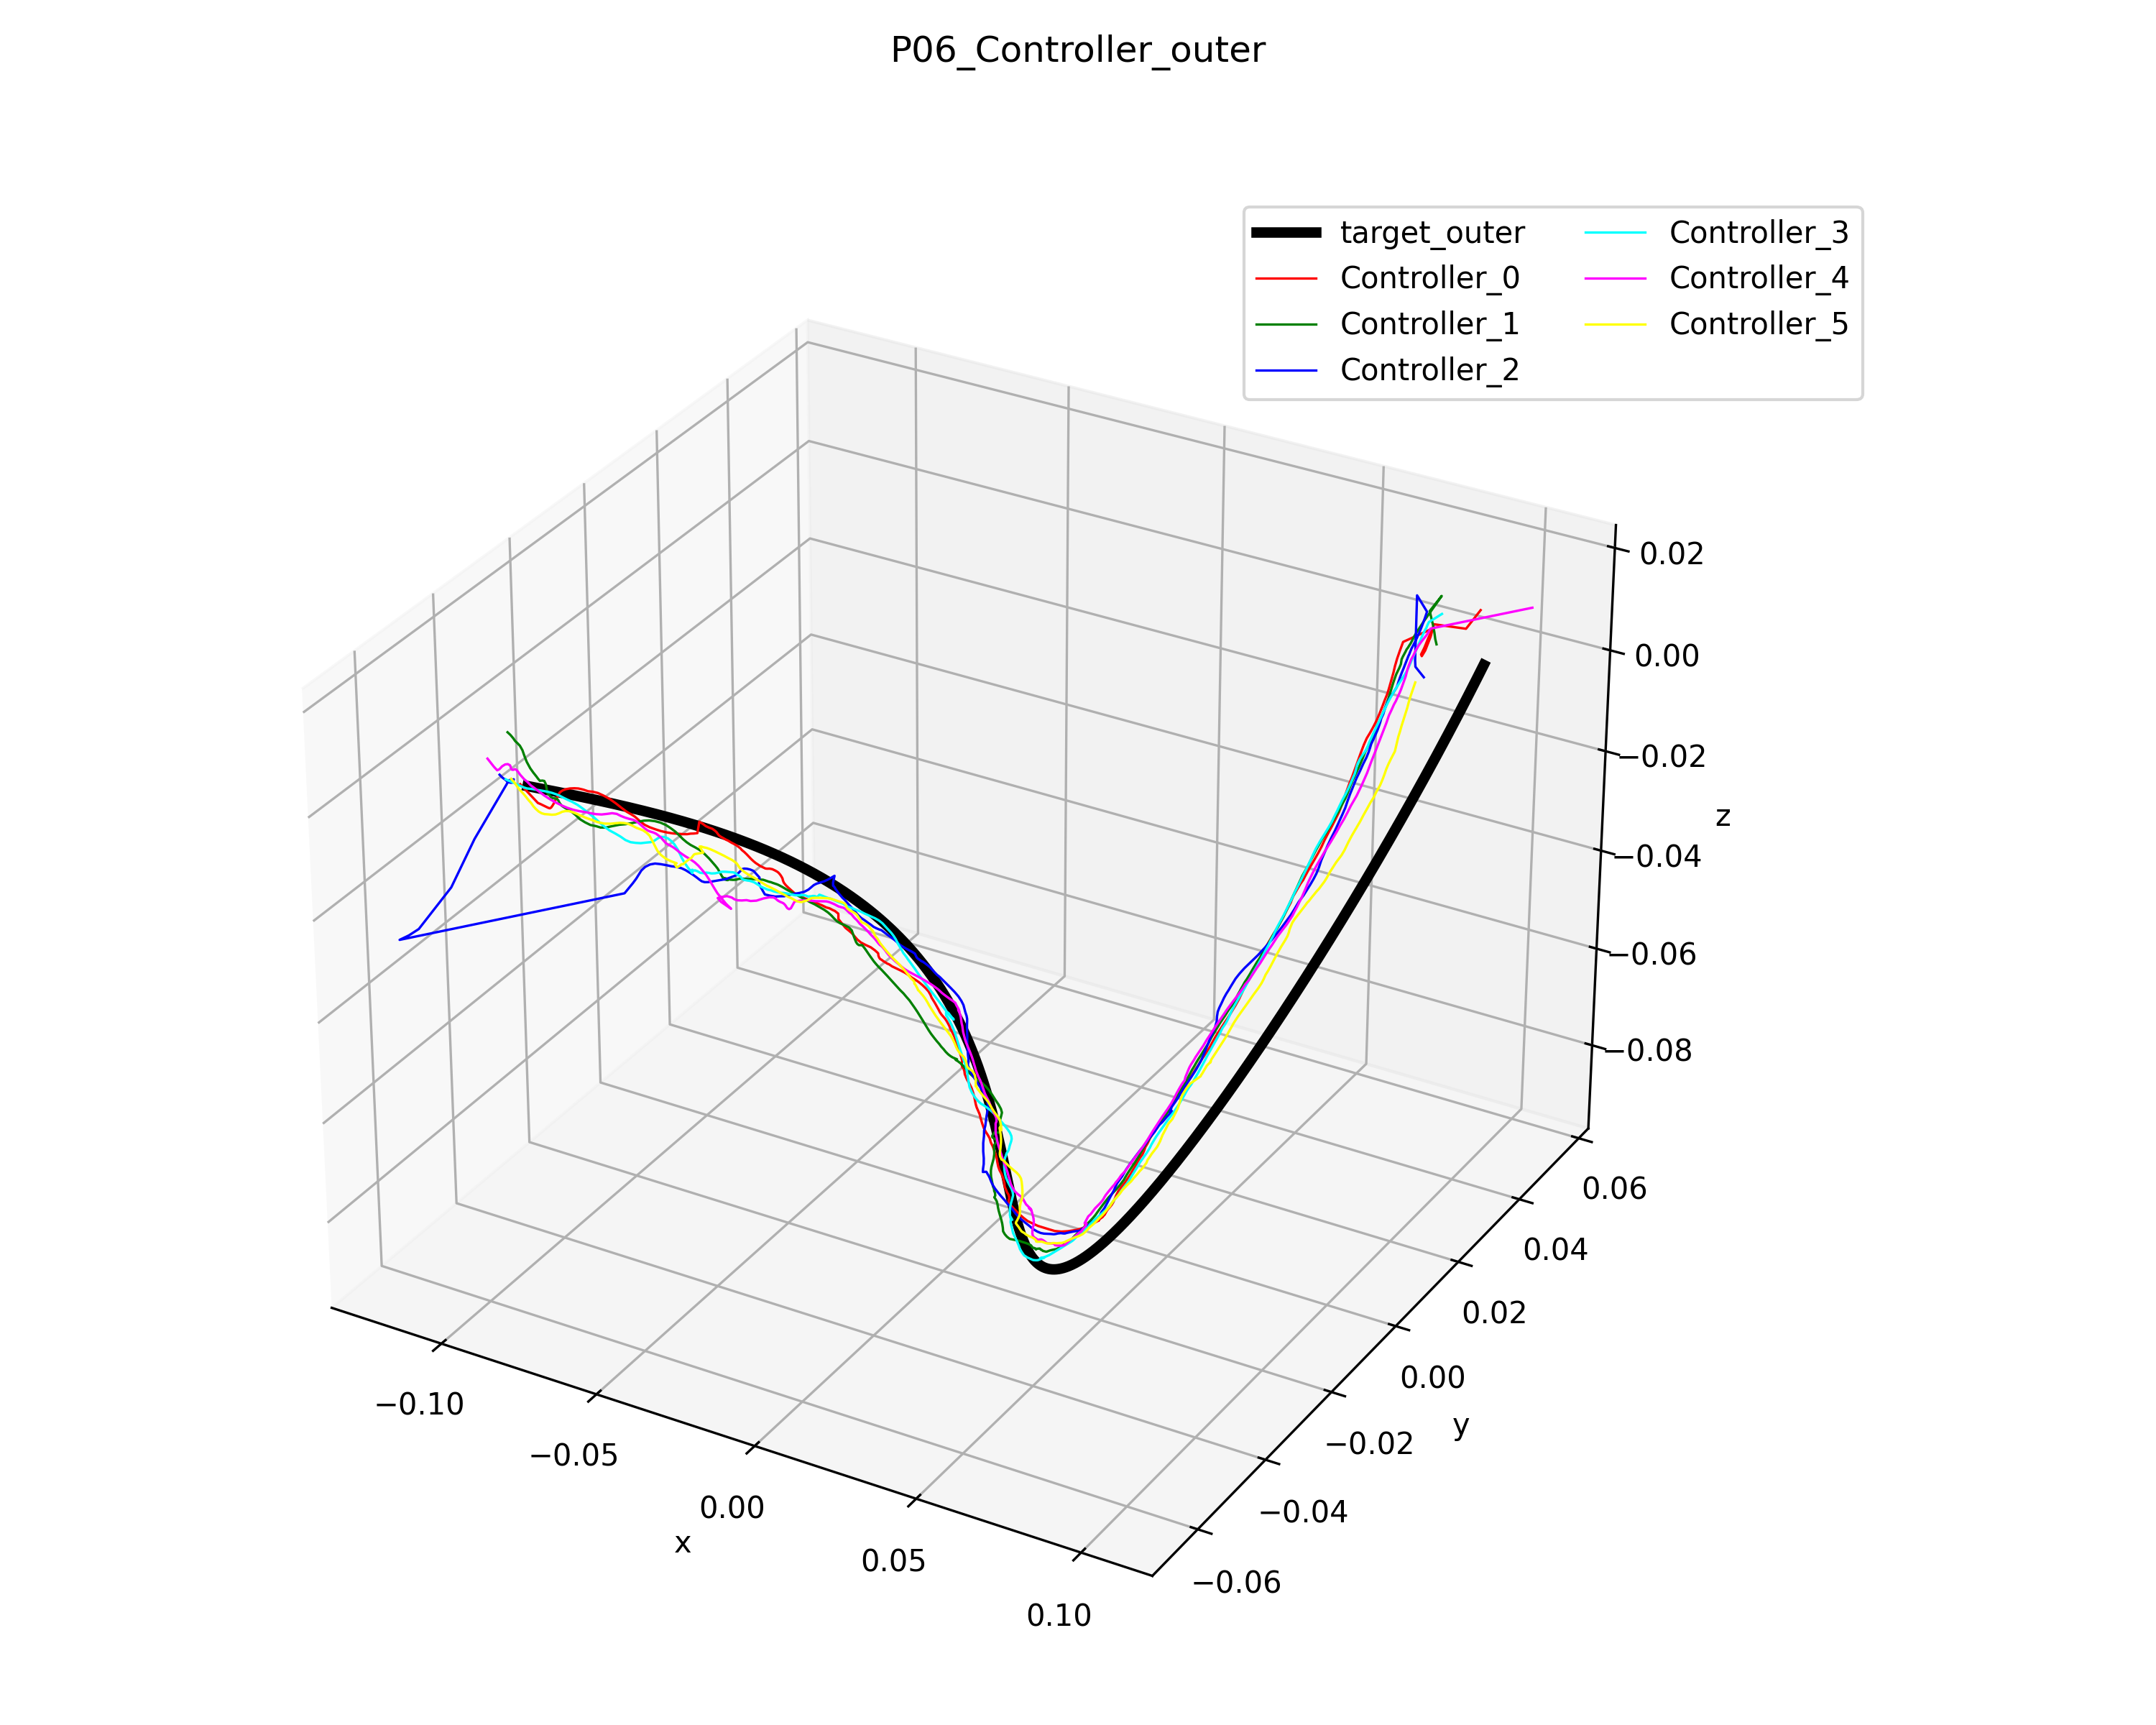 P06_Controller_outer
target_outer
Controller_0
Controller_1
Controller_2
Controller_3
Controller_4
Controller_5
0.02
0.00
−0.02
−0.04
−0.06
−0.08
z
0.06
0.04
0.02
0.00
−0.02
−0.04
−0.06
y
−0.10
−0.05
0.00
0.05
0.10
x